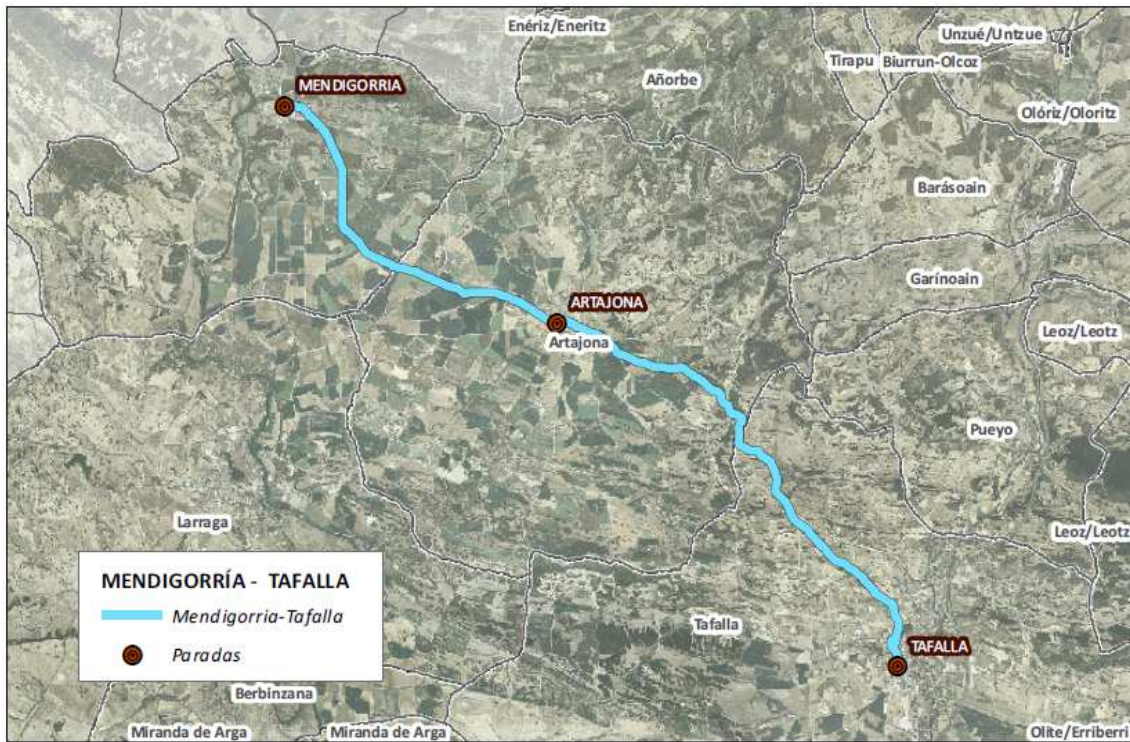 Enériz/Eneritz
Unzué/Untzue
Tirapu
Biurrun-Olcoz
Añorbe
MENDIGORRIA
Olóriz/Oloritz
Barásoain
Garínoain
ARTAJONA
Artajona
Leoz/Leotz
Pueyo
Larraga
Leoz/Leotz
MENDIGORRÍA - TAFALLA
Mendigorria-Tafalla
Paradas
Tafalla
TAFALLA
Berbinzana
Miranda de Arga
Miranda de Arga
Olite/Erriberri